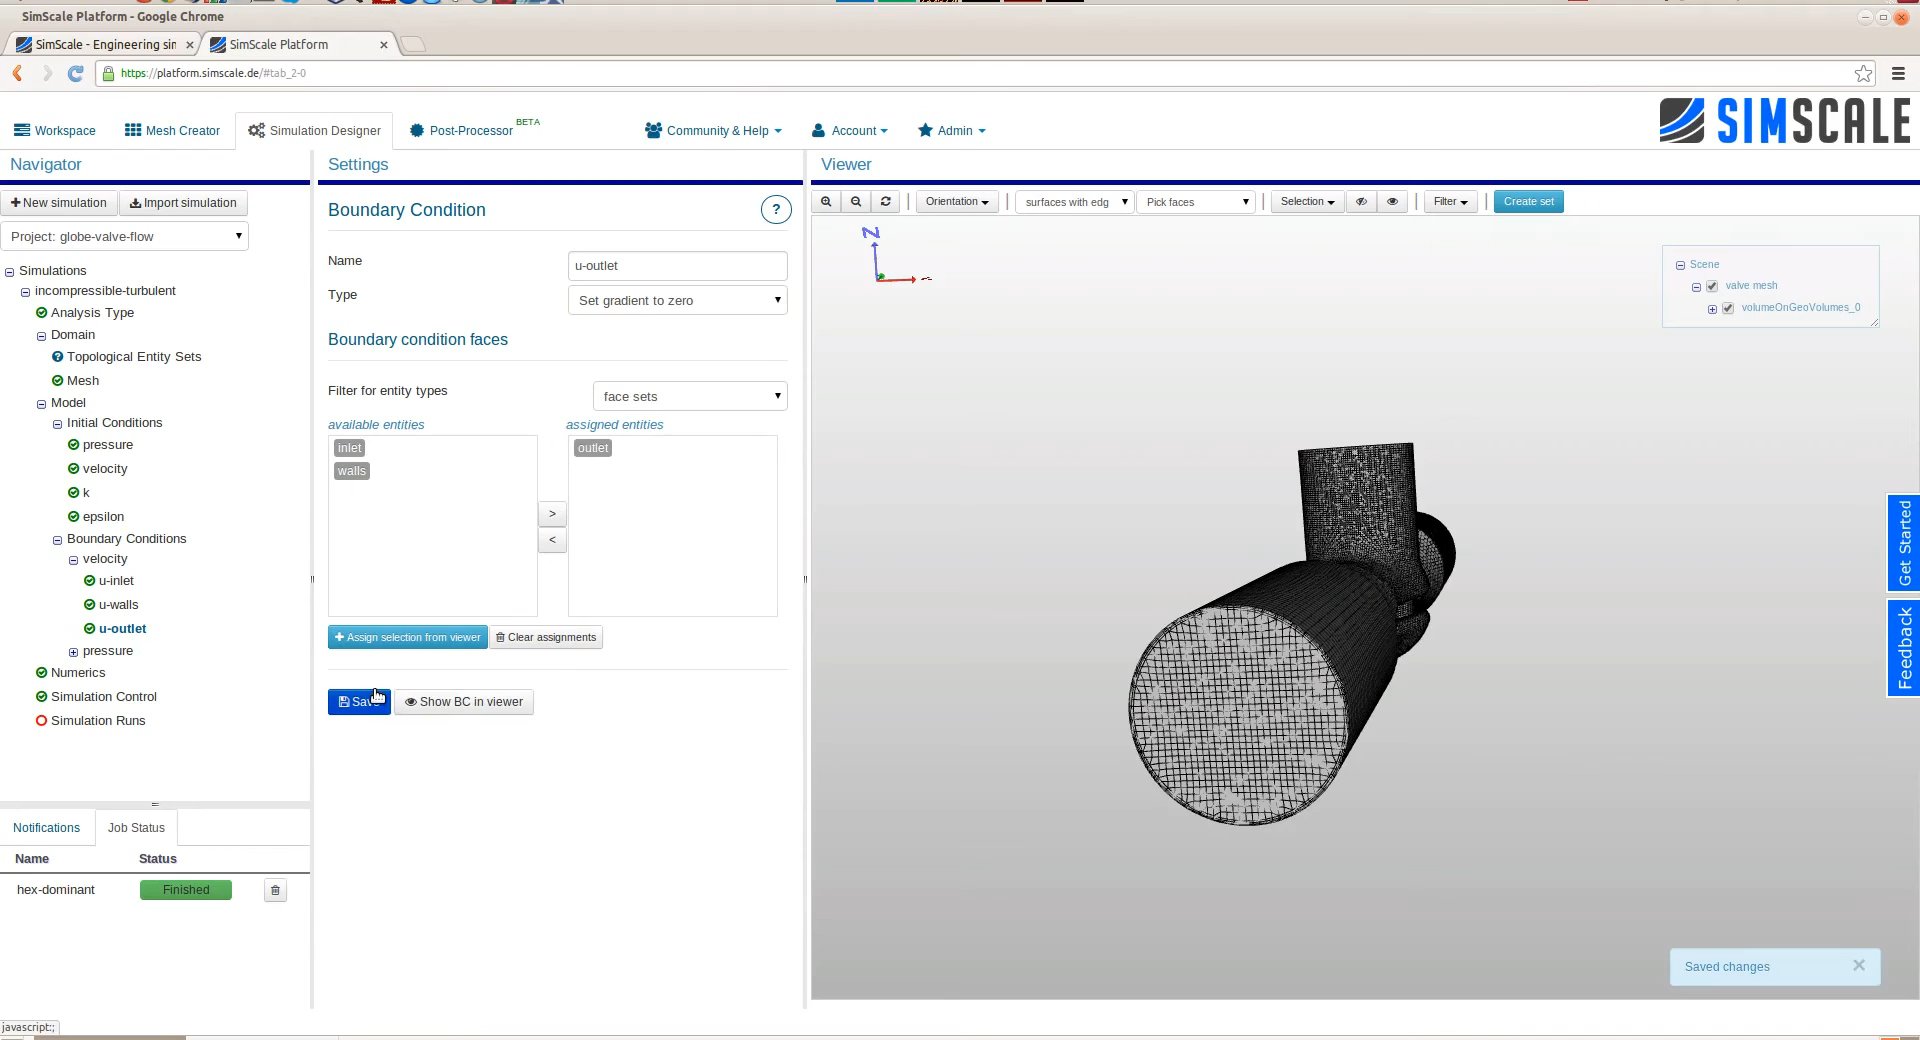 SimScale Platform - Google Chrome
SimScale - Engineering sin
SimScale Platform
https://platform.simscale.de/#tab_2-0
Workspace
Mesh Creator
Simulation Designer
Post-Processor
BETA
Community & Help
Account
Admin
SIMSCALE
Navigator
Settings
Viewer
New simulation
Import simulation
Project: globe-valve-flow
Simulations
incompressible-turbulent
Analysis Type
Domain
Topological Entity Sets
Mesh
Model
Initial Conditions
pressure
velocity
k
epsilon
Boundary Conditions
velocity
u-inlet
u-walls
u-outlet
pressure
Numerics
Simulation Control
Simulation Runs
Notifications
Job Status
Name
Status
hex-dominant
Finished
javascript:;
Boundary Condition
?
Name
u-outlet
Type
Set gradient to zero
Boundary condition faces
Filter for entity types
face sets
available entities
assigned entities
inlet
walls
outlet
>
<
Assign selection from viewer
Clear assignments
Save
Show BC in viewer
Orientation
surfaces with edg
Pick faces
Selection
Filter
Create set
Z
Scene
valve mesh
volumeOnGeoVolumes_0
Get Started
Feedback
Saved changes